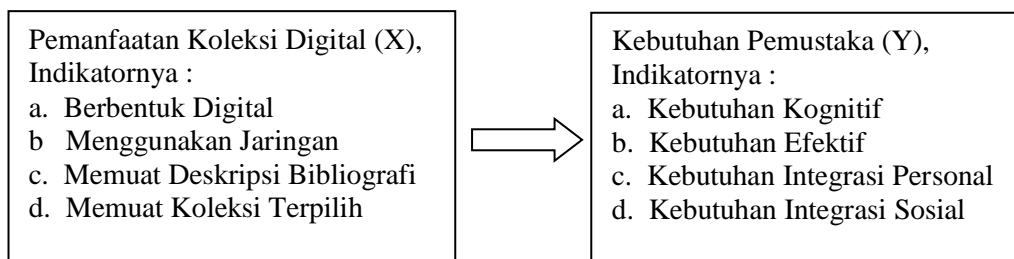 Pemanfaatan Koleksi Digital (X),
Indikatornya :
a. Berbentuk Digital
b Menggunakan Jaringan
c. Memuat Deskripsi Bibliografi
d. Memuat Koleksi Terpilih
Kebutuhan Pemustaka (Y),
Indikatornya :
a. Kebutuhan Kognitif
b. Kebutuhan Efektif
c. Kebutuhan Integrasi Personal
d. Kebutuhan Integrasi Sosial